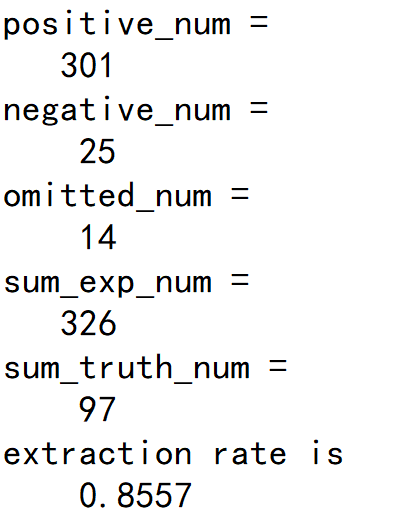 positive_num =
301
negative_num =
25
omitted_num =
14
sum_exp_num =
326
sum_truth_num =
97
extraction rate is
0.8557